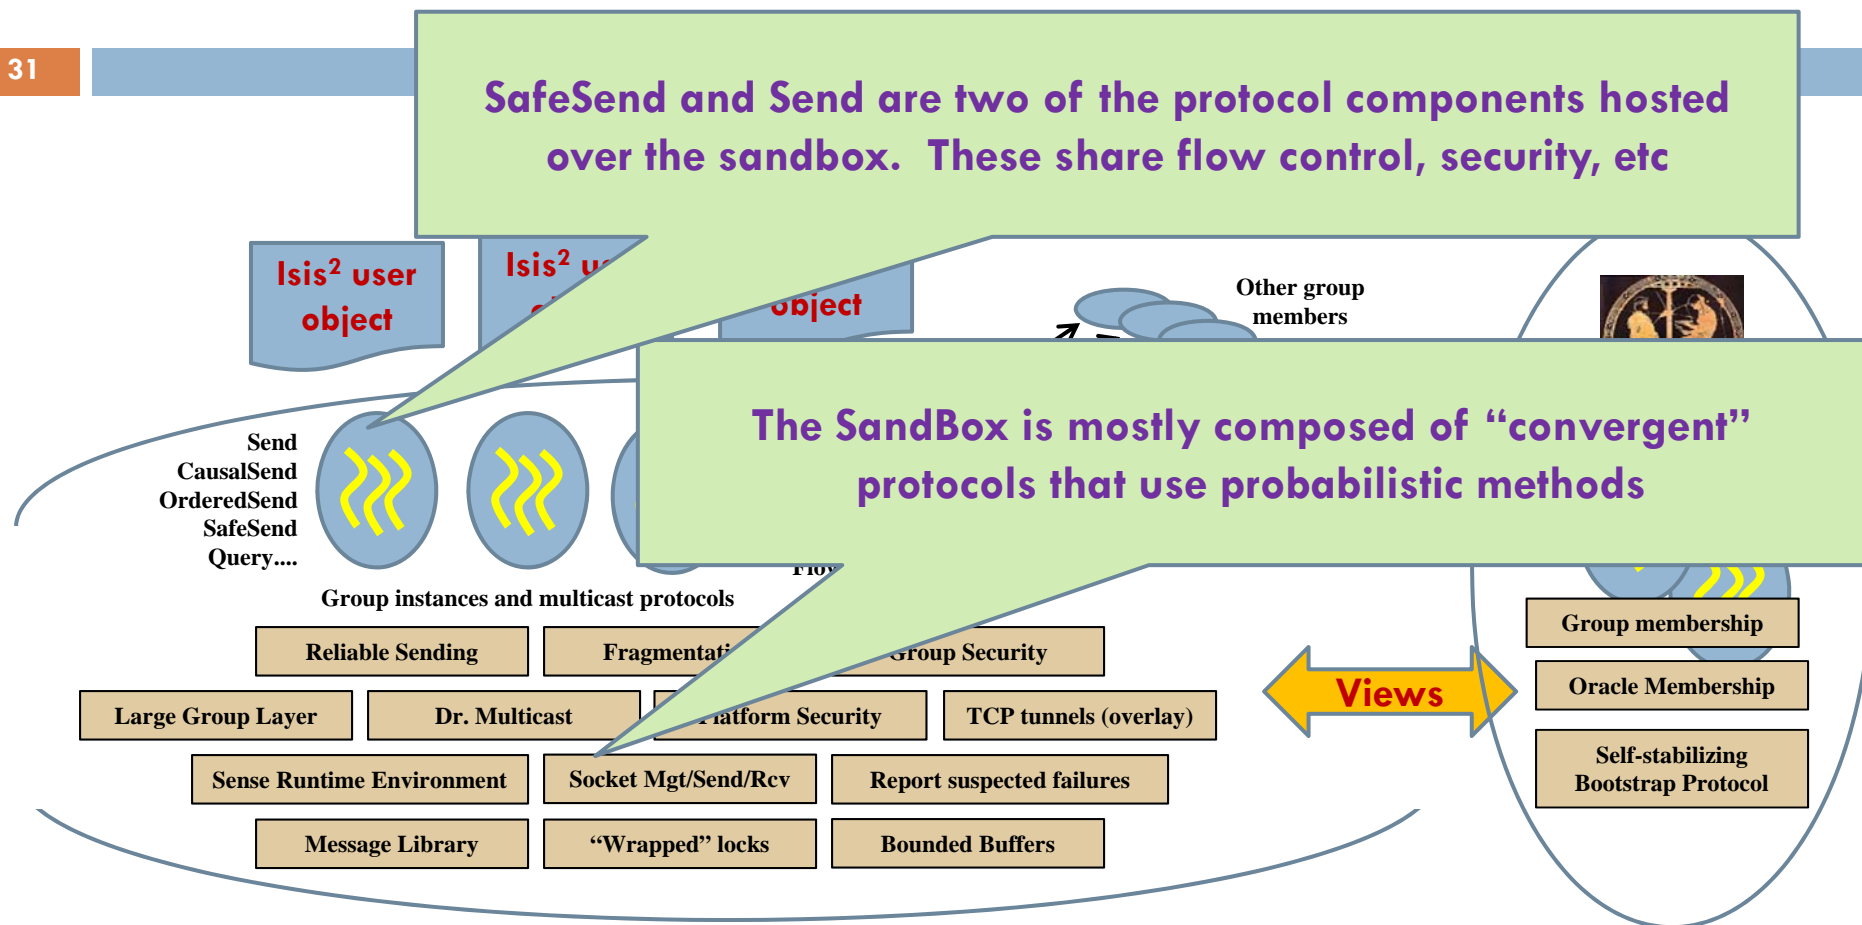 31
SafeSend and Send are two of the protocol components hosted
over the sandbox. These share flow control, security, etc
Isis² user
object
Isis²
object
Other group
members
The SandBox is mostly composed of “convergent”
protocols that use probabilistic methods
Send
CausalSend
OrderedSend
SafeSend
Query....
Group instances and multicast protocols
Reliable Sending
Group Security
Large Group Layer
Dr. Multicast
Platform Security
TCP tunnels (overlay)
Sense Runtime Environment
Socket Mgt/Send/Rcv
Report suspected failures
Message Library
“Wrapped” locks
Bounded Buffers
Views
Group membership
Oracle Membership
Self-stabilizing
Bootstrap Protocol